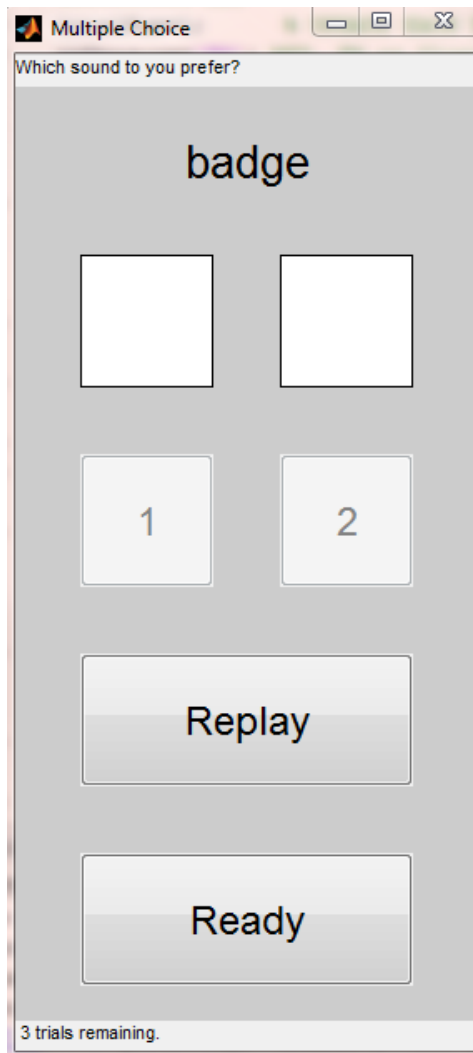 Multiple Choice
Which sound to you prefer?
badge
1 2
Replay
Ready
3 trials remaining.